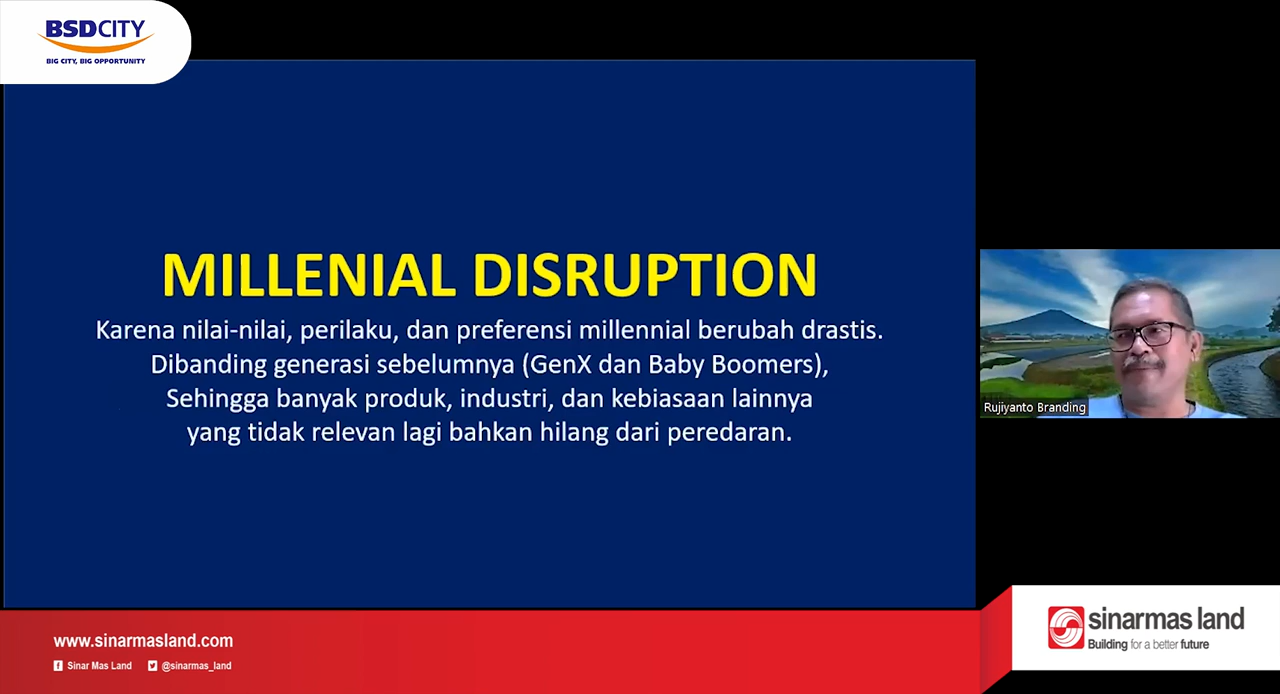 BSDCITY
BIG CITY, BIG OPPORTUNITY
MILLENIAL DISRUPTION
Karena nilai-nilai, perilaku, dan preferensi millennial berubah drastis.
Dibanding generasi sebelumnya (GenX dan Baby Boomers),
Sehingga banyak produk, industri, dan kebiasaan lainnya
yang tidak relevan lagi bahkan hilang dari peredaran.
Rujiyanto Branding
www.sinarmasland.com
Sinar Mas Land
@sinarmas_land
sinarmas land
Building for a better future